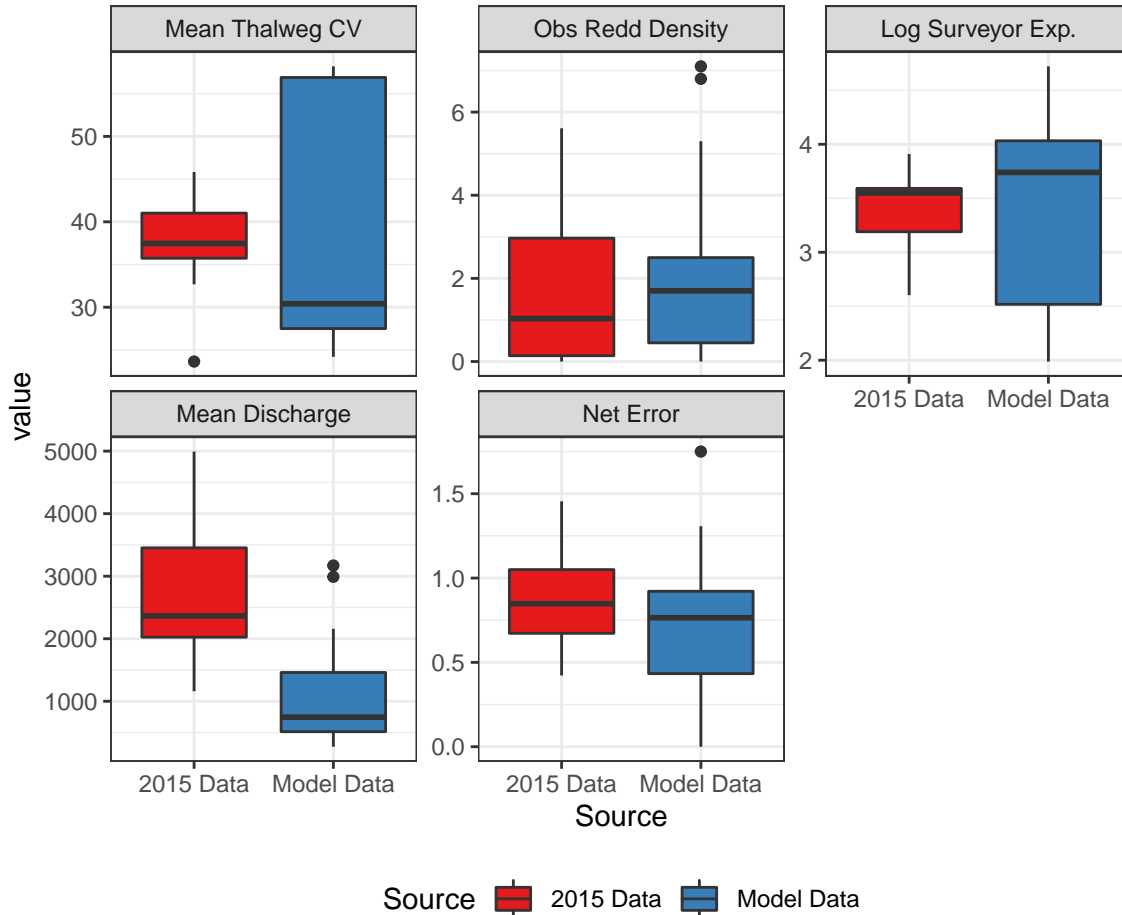 Mean Thalweg CV
Obs Redd Density
Log Surveyor Exp.
50
40
30
6
4
2
0
4
3
2
2015 Data Model Data
Mean Discharge
Net Error
5000
4000
3000
2000
1000
1.5
1.0
0.5
0.0
2015 Data Model Data
2015 Data Model Data
value
Source
Source 2015 Data Model Data